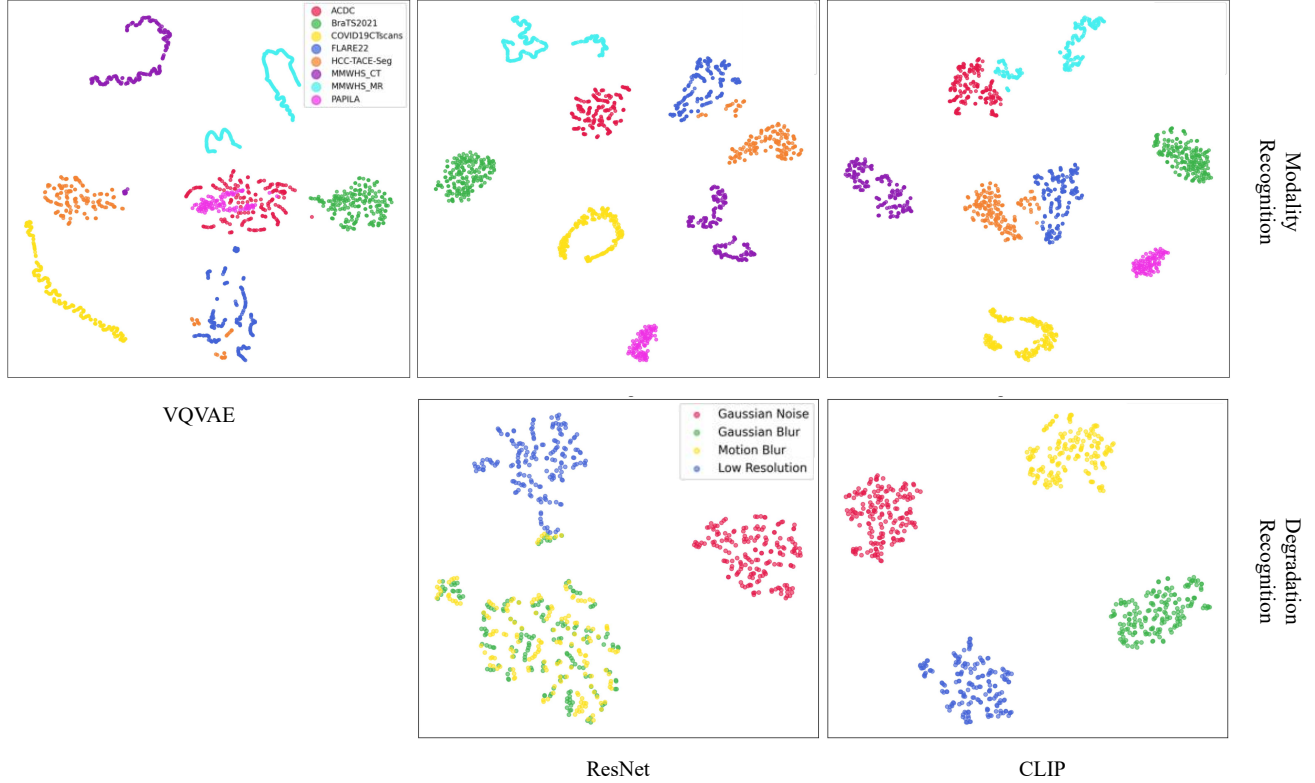 ACDC
BraTS2021
COVID19CTscans
FLARE22
HCC-TACE-Seg
MMWHS_CT
MMWHS_MR
PAPILA
Modality
Recognition
VQVAE
Gaussian Noise
Gaussian Blur
Motion Blur
Low Resolution
Degradation
Recognition
ResNet
CLIP